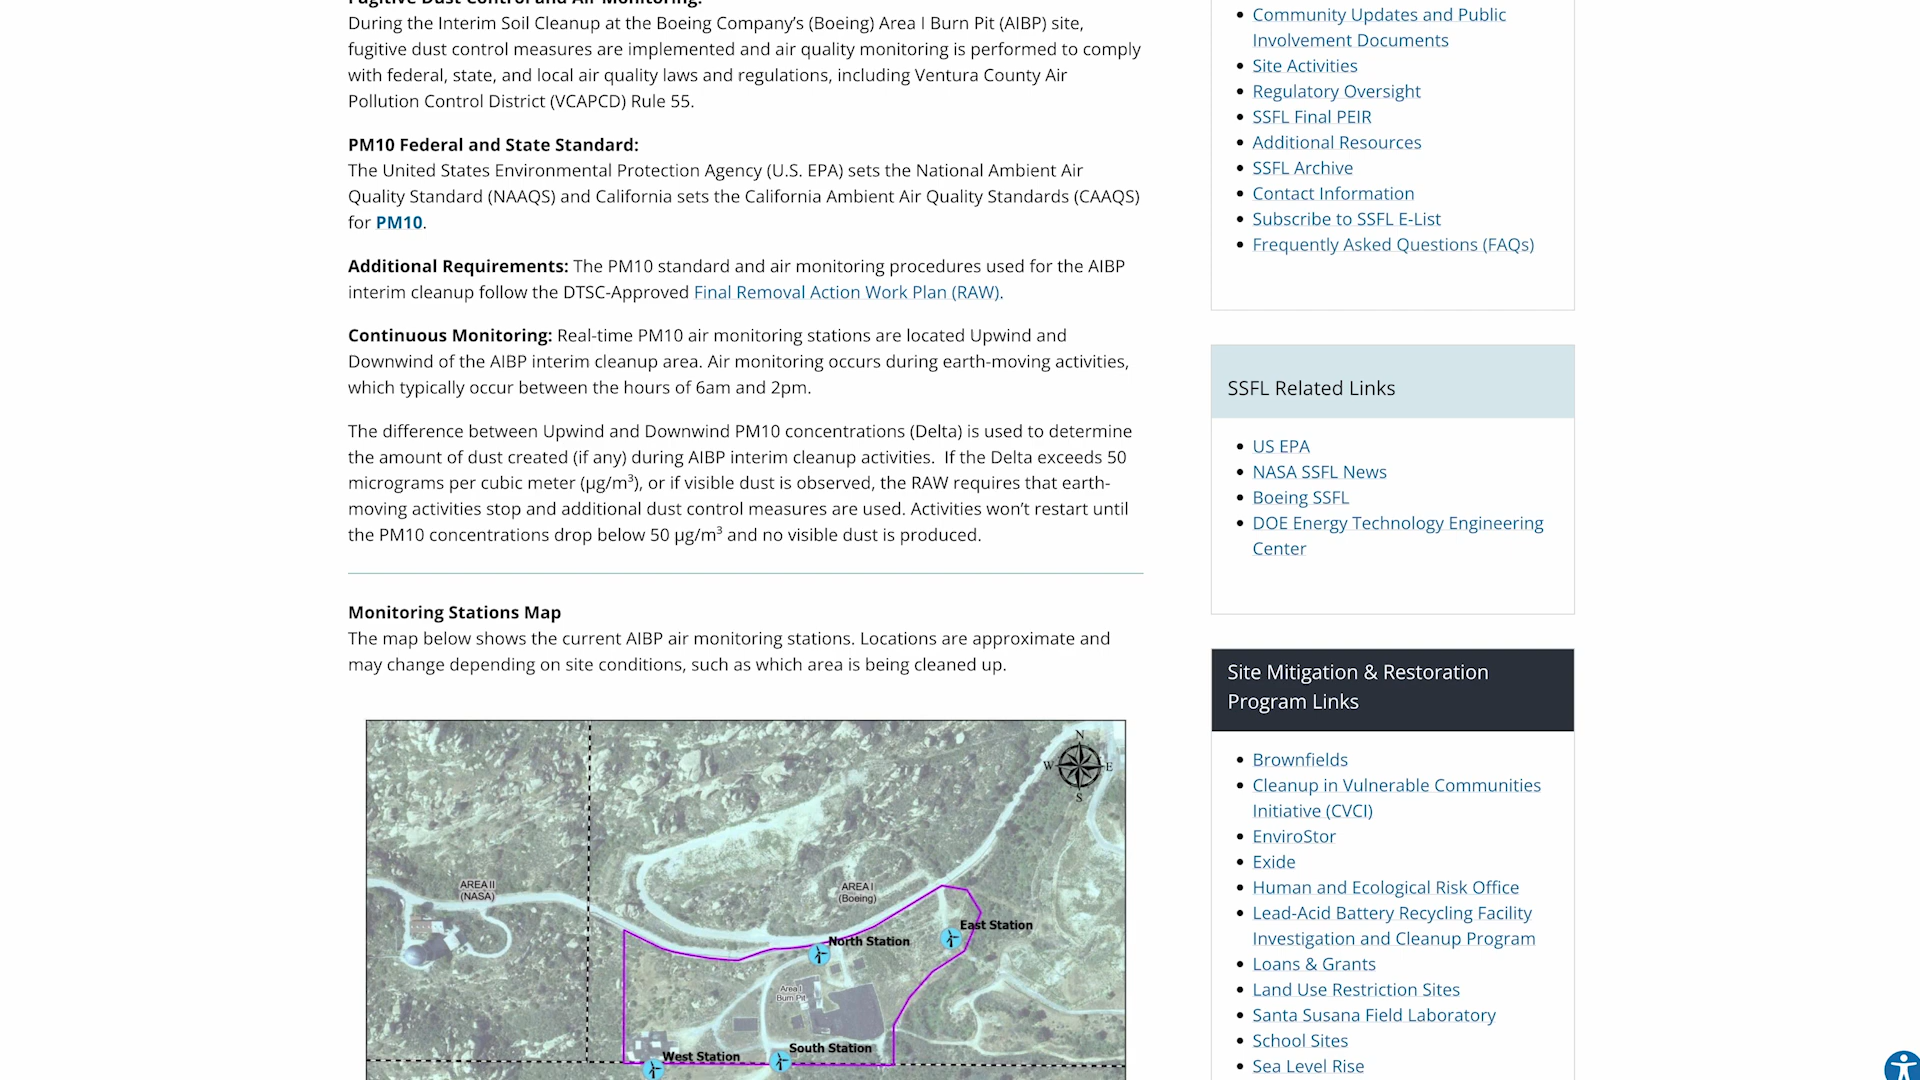 Fugitive Dust Control and Air Monitoring:
During the Interim Soil Cleanup at the Boeing Company’s (Boeing) Area I Burn Pit (AIBP) site,
fugitive dust control measures are implemented and air quality monitoring is performed to comply
with federal, state, and local air quality laws and regulations, including Ventura County Air
Pollution Control District (VCAPCD) Rule 55.
PM10 Federal and State Standard:
The United States Environmental Protection Agency (U.S. EPA) sets the National Ambient Air
Quality Standard (NAAQS) and California sets the California Ambient Air Quality Standards (CAAQS)
for PM10.
Additional Requirements: The PM10 standard and air monitoring procedures used for the AIBP
interim cleanup follow the DTSC-Approved Final Removal Action Work Plan (RAW).
Continuous Monitoring: Real-time PM10 air monitoring stations are located Upwind and
Downwind of the AIBP interim cleanup area. Air monitoring occurs during earth-moving activities,
which typically occur between the hours of 6am and 2pm.
The difference between Upwind and Downwind PM10 concentrations (Delta) is used to determine
the amount of dust created (if any) during AIBP interim cleanup activities. If the Delta exceeds 50
micrograms per cubic meter (µg/m³), or if visible dust is observed, the RAW requires that earth-
moving activities stop and additional dust control measures are used. Activities won’t restart until
the PM10 concentrations drop below 50 µg/m³ and no visible dust is produced.
Monitoring Stations Map
The map below shows the current AIBP air monitoring stations. Locations are approximate and
may change depending on site conditions, such as which area is being cleaned up.
N
W
E
S
AREA II
(NASA)
AREA I
(Boeing)
East Station
North Station
Area I
Burn Pit
South Station
West Station
Community Updates and Public
Involvement Documents
Site Activities
Regulatory Oversight
SSFL Final PEIR
Additional Resources
SSFL Archive
Contact Information
Subscribe to SSFL E-List
Frequently Asked Questions (FAQs)
SSFL Related Links
US EPA
NASA SSFL News
Boeing SSFL
DOE Energy Technology Engineering
Center
Site Mitigation & Restoration
Program Links
Brownfields
Cleanup in Vulnerable Communities
Initiative (CVCI)
EnviroStor
Exide
Human and Ecological Risk Office
Lead-Acid Battery Recycling Facility
Investigation and Cleanup Program
Loans & Grants
Land Use Restriction Sites
Santa Susana Field Laboratory
School Sites
Sea Level Rise